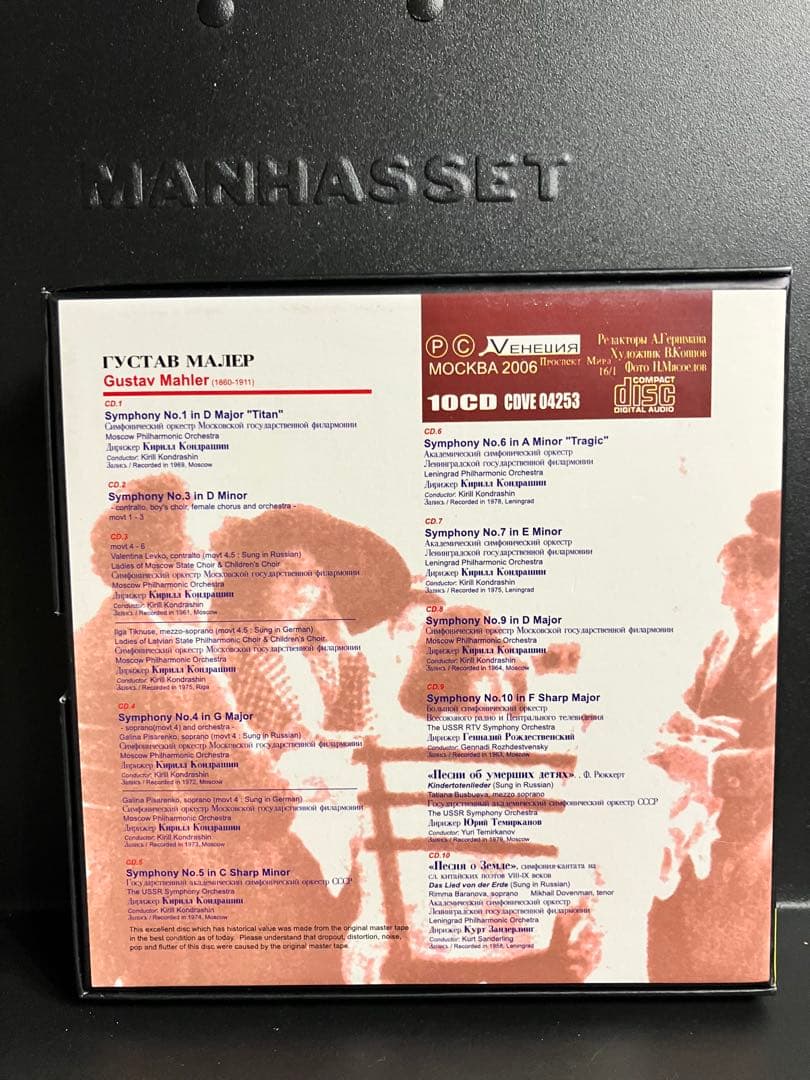 MANHASSET
ГУСТАВ МАЛЕР
Gustav Mahler (1860-1911)
CD.1
Symphony No.1 in D Major "Titan"
Симфонический оркестр Московской государственной филармонии
Moscow Philharmonic Orchestra
Дирижер Кирилл Кондрашин
Conductor: Kirill Kondrashin
Запись / Recorded in 1969, Moscow
CD.2
Symphony No.3 in D Minor
- contralto, boy's choir, female chorus and orchestra -
movt 1 - 3
CD.3
movt 4 - 6
Valentina Levko, contralto (movt 4.5 : Sung in Russian)
Ladies of Moscow State Choir & Children's Choir
Симфонический оркестр Московской государственной филармонии
Moscow Philharmonic Orchestra
Дирижер Кирилл Кондрашин
Conductor: Kirill Kondrashin
Запись / Recorded in 1961, Moscow
Ilga Tiknuse, mezzo-soprano (movt 4.5 : Sung in German)
Ladies of Latvian State Philharmonic Choir & Children's Choir.
Симфонический оркестр Московской государственной филармонии
Moscow Philharmonic Orchestra
Дирижер Кирилл Кондрашин
Conductor: Kirill Kondrashin
Запись / Recorded in 1975, Riga
CD.4
Symphony No.4 in G Major
- soprano(movt 4) and orchestra -
Galina Pisarenko, soprano (movt 4 : Sung in Russian)
Симфонический оркестр Московской государственной филармонии
Moscow Philharmonic Orchestra
Дирижер Кирилл Кондрашин
Conductor: Kirill Kondrashin
Запись / Recorded in 1972, Moscow
Galina Pisarenko, soprano (movt 4 : Sung in German)
Симфонический оркестр Московской государственной филармонии
Moscow Philharmonic Orchestra
Дирижер Кирилл Кондрашин
Conductor: Kirill Kondrashin
Запись / Recorded in 1973, Moscow
CD.5
Symphony No.5 in C Sharp Minor
Государственный академический симфонический оркестр СССР
The USSR Symphony Orchestra
Дирижер Кирилл Кондрашин
Conductor: Kirill Kondrashin
Запись / Recorded in 1974, Moscow
This excellent disc which has historical value was made from the original master tape
in the best condition as of today. Please understand that dropout, distortion, noise,
pop and flutter of this disc were caused by the original master tape.
Ⓟ Ⓒ VЕНЕЦИЯ
МОСКВА 2006 Проспект Мира 16/1
Редакторы А.Герцмана
Художник В.Копцов
Фото Н.Мясоедов
10CD CDVE 04253
COMPACT
disc
DIGITAL AUDIO
CD.6
Symphony No.6 in A Minor "Tragic"
Академический симфонический оркестр
Ленинградской государственной филармонии
Leningrad Philharmonic Orchestra
Дирижер Кирилл Кондрашин
Conductor: Kirill Kondrashin
Запись / Recorded in 1978, Leningrad
CD.7
Symphony No.7 in E Minor
Академический симфонический оркестр
Ленинградской государственной филармонии
Leningrad Philharmonic Orchestra
Дирижер Кирилл Кондрашин
Conductor: Kirill Kondrashin
Запись / Recorded in 1975, Leningrad
CD.8
Symphony No.9 in D Major
Симфонический оркестр Московской государственной филармонии
Moscow Philharmonic Orchestra
Дирижер Кирилл Кондрашин
Conductor: Kirill Kondrashin
Запись / Recorded in 1964, Moscow
CD.9
Symphony No.10 in F Sharp Major
Большой симфонический оркестр
Всесоюзного радио и Центрального телевидения
The USSR RTV Symphony Orchestra
Дирижер Геннадий Рождественский
Conductor: Gennadi Rozhdestvensky
Запись / Recorded in 1983, Moscow
«Песни об умерших детях». Ф. Рюккерт
Kindertotenlieder (Sung in Russian)
Tatiana Busbueva, mezzo soprano
Государственный академический симфонический оркестр СССР
The USSR Symphony Orchestra
Дирижер Юрий Темирканов
Conductor: Yuri Temirkanov
Запись / Recorded in 1979, Moscow
CD.10
«Песня о Земле», симфония-кантата на
сл. китайских поэтов VIII-IX веков
Das Lied von der Erde (Sung in Russian)
Rimma Baranova, soprano Mikhail Dovenman, tenor
Академический симфонический оркестр
Ленинградской государственной филармонии
Leningrad Philharmonic Orchetra
Дирижер Курт Зандерлинг
Conductor: Kurt Sanderling
Запись / Recorded in 1958, Leningrad